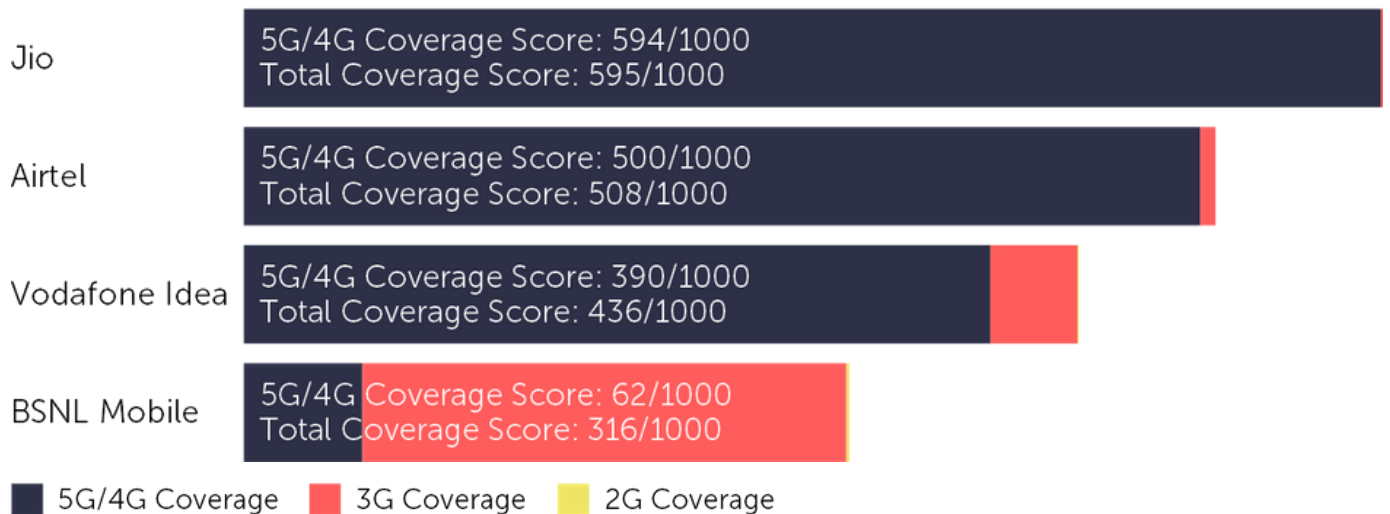 Jio
5G/4G Coverage Score: 594/1000
Total Coverage Score: 595/1000
Airtel
5G/4G Coverage Score: 500/1000
Total Coverage Score: 508/1000
Vodafone Idea
5G/4G Coverage Score: 390/1000
Total Coverage Score: 436/1000
BSNL Mobile
5G/4G Coverage Score: 62/1000
Total Coverage Score: 316/1000
5G/4G Coverage 3G Coverage 2G Coverage